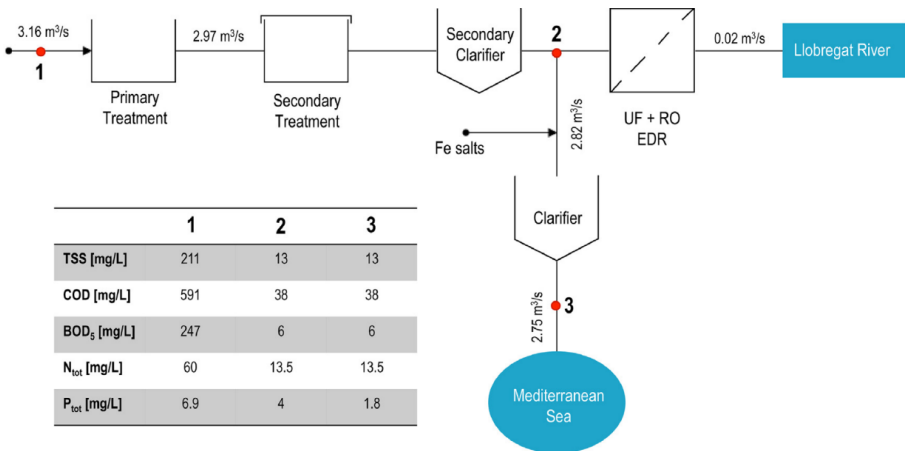 3.16 m³/s
1
Primary
Treatment
2.97 m³/s
Secondary
Treatment
Secondary
Clarifier
2
UF + RO
EDR
0.02 m³/s
Llobregat River
Fe salts
2.82 m³/s
Clarifier
3
2.75 m³/s
Mediterranean
Sea
1 2 3
TSS [mg/L] 211 13 13
COD [mg/L] 591 38 38
BOD₅ [mg/L] 247 6 6
Nₜₒₜ [mg/L] 60 13.5 13.5
Pₜₒₜ [mg/L] 6.9 4 1.8